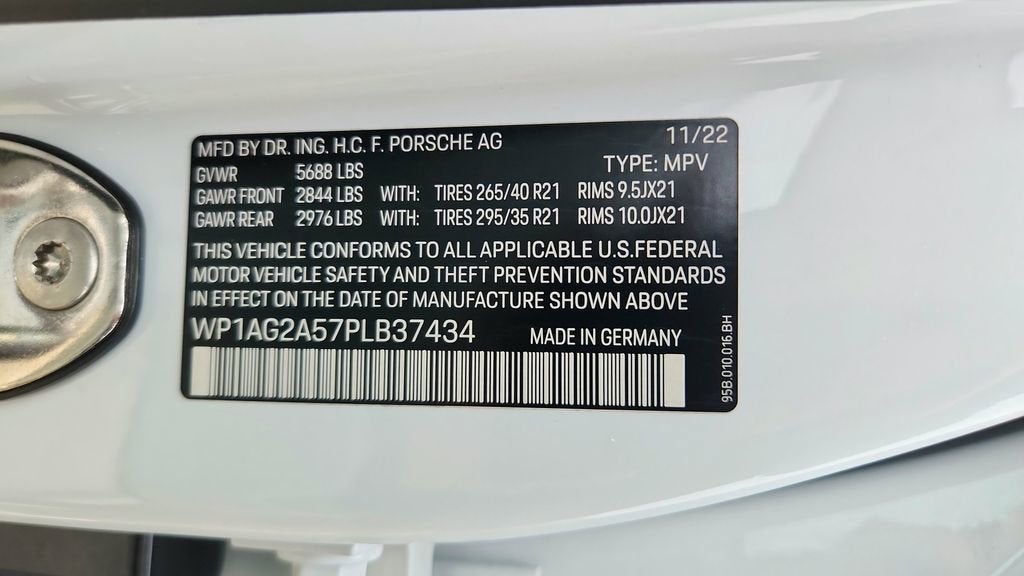 MFD BY DR. ING. H.C. F. PORSCHE AG 11/22
TYPE: MPV
GVWR 5688 LBS
GAWR FRONT 2844 LBS WITH: TIRES 265/40 R21 RIMS 9.5JX21
GAWR REAR 2976 LBS WITH: TIRES 295/35 R21 RIMS 10.0JX21
THIS VEHICLE CONFORMS TO ALL APPLICABLE U.S.FEDERAL
MOTOR VEHICLE SAFETY AND THEFT PREVENTION STANDARDS
IN EFFECT ON THE DATE OF MANUFACTURE SHOWN ABOVE
WP1AG2A57PLB37434 MADE IN GERMANY
95B.010.016.BH